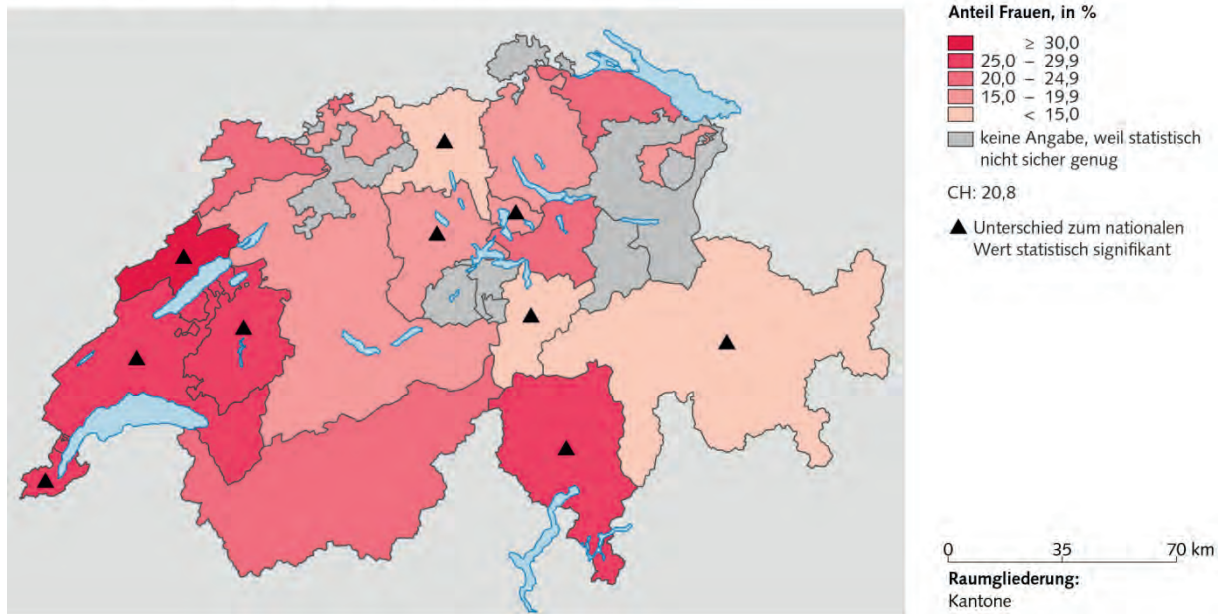 Anteil Frauen, in %
≥ 30,0
25,0 – 29,9
20,0 – 24,9
15,0 – 19,9
< 15,0
keine Angabe, weil statistisch
nicht sicher genug
CH: 20,8
Unterschied zum nationalen
Wert statistisch signifikant
0 35 70 km
Raumgliederung:
Kantone